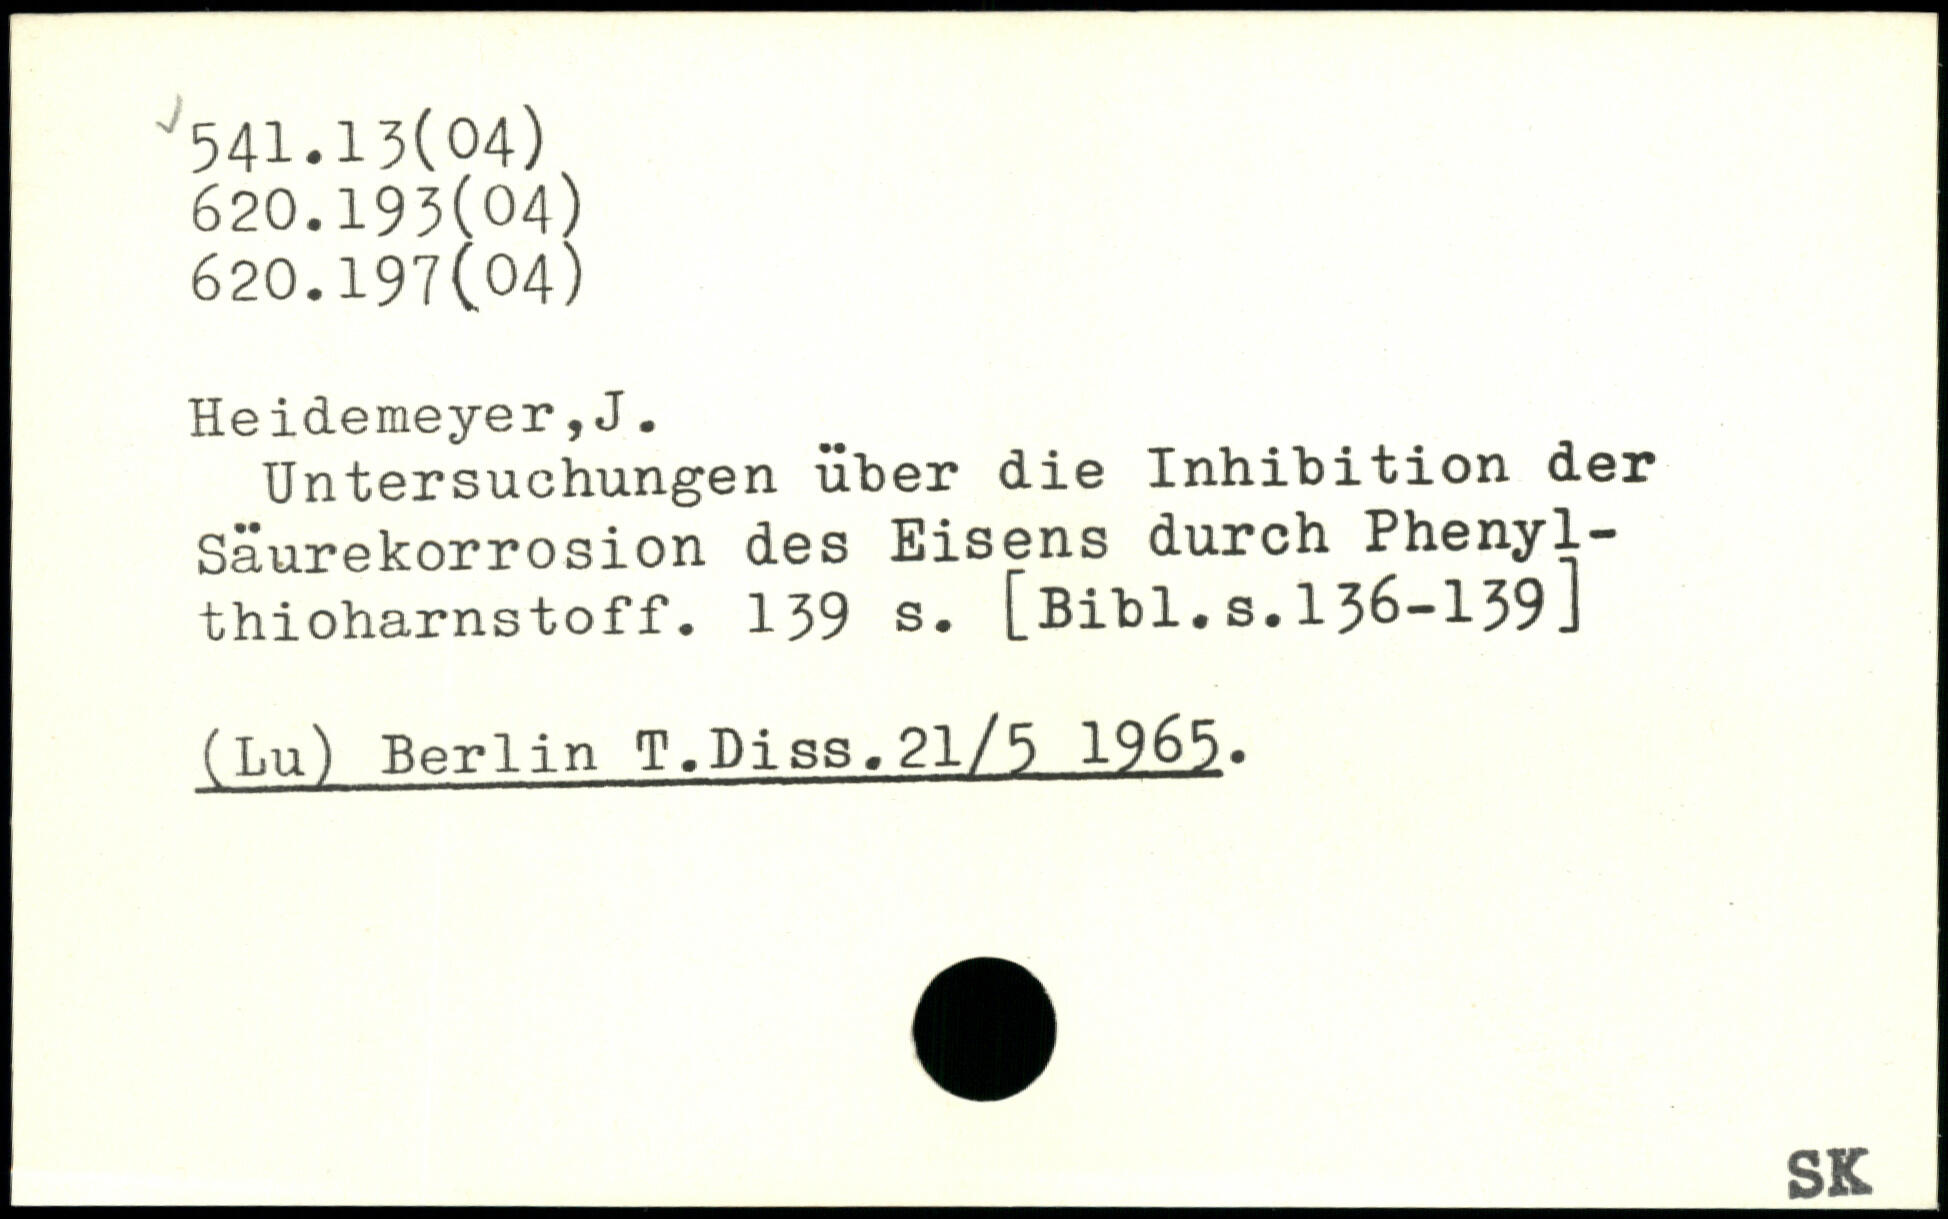 541.13(04)
620.193(04)
620.197(04)
Heidemeyer,J.
Untersuchungen über die Inhibition der
Säurekorrosion des Eisens durch Phenyl-
thioharnstoff. 139 s. [Bibl.s.136-139]
(Lu) Berlin T.Diss.21/5 1965.
SK